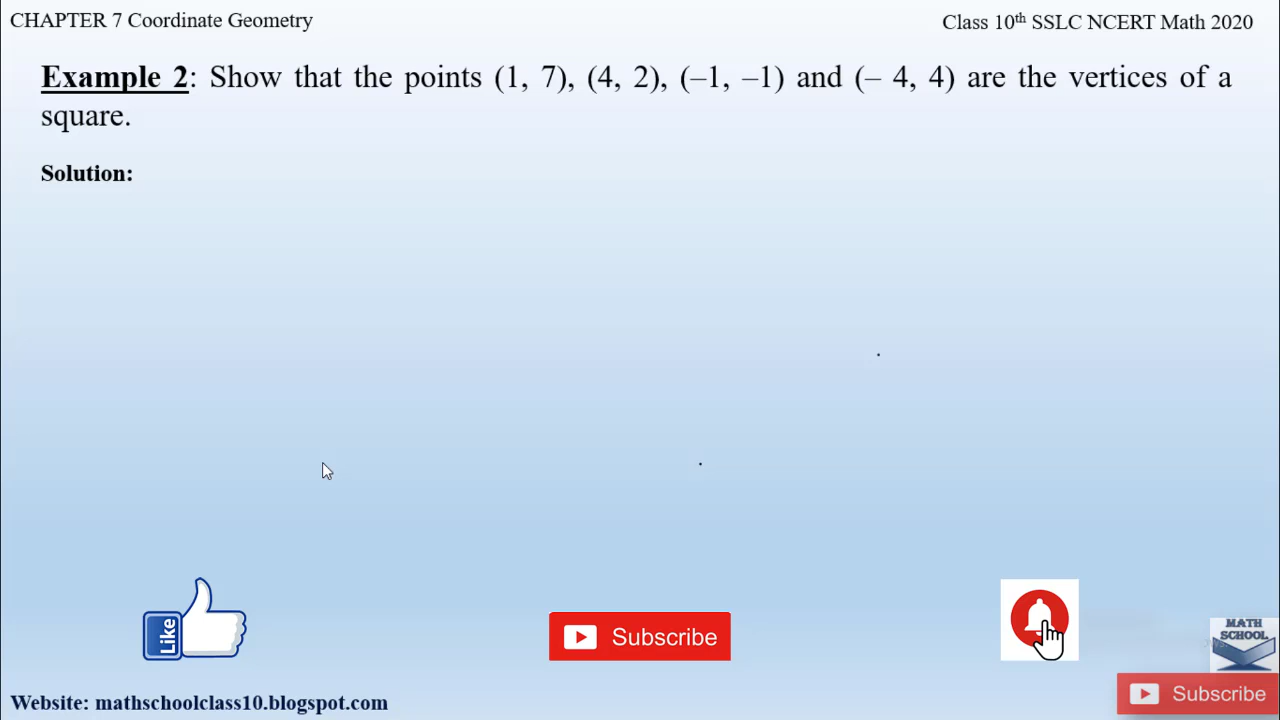 CHAPTER 7 Coordinate Geometry
Class 10th SSLC NCERT Math 2020
Example 2: Show that the points (1, 7), (4, 2), (–1, –1) and (– 4, 4) are the vertices of a
square.
Solution:
Like
Subscribe
MATH
SCHOOL
Subscribe
Website: mathschoolclass10.blogspot.com